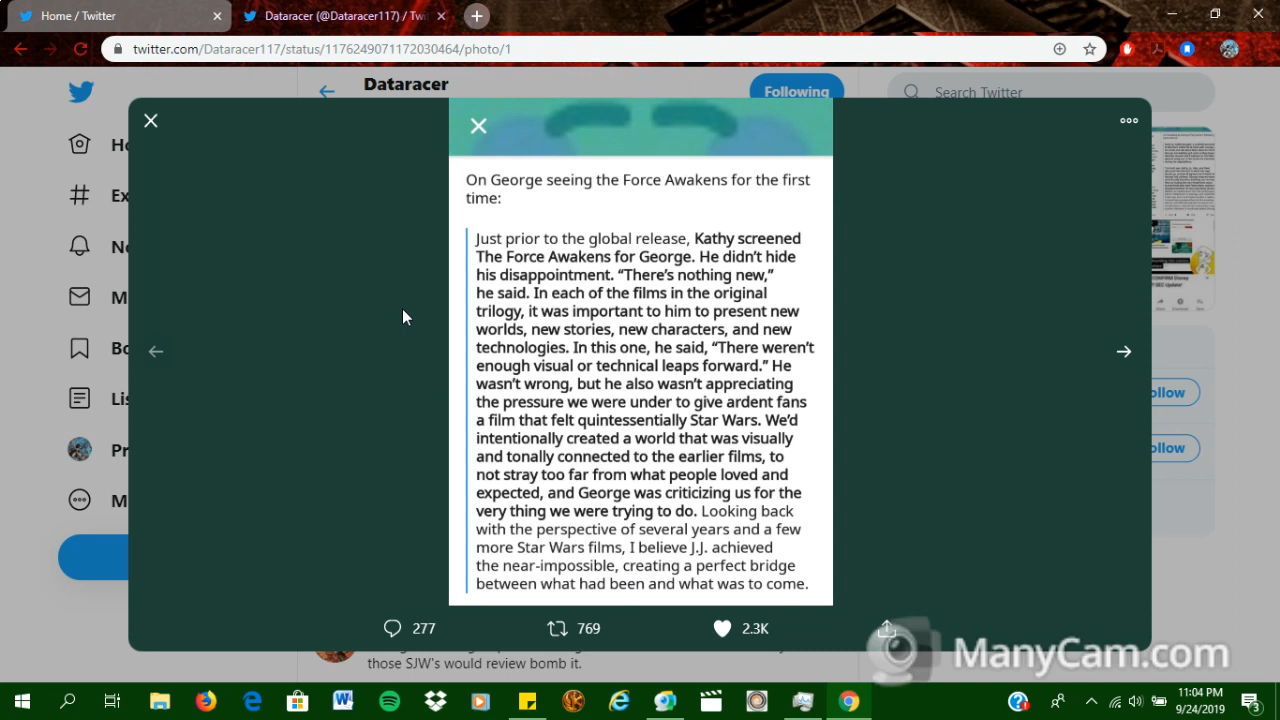 Home / Twitter
Dataracer (@Dataracer117) / Twi
twitter.com/Dataracer117/status/1176249071172030464/photo/1
Dataracer
Following
Search Twitter
On George seeing the Force Awakens for the first
time:
Just prior to the global release, Kathy screened
The Force Awakens for George. He didn’t hide
his disappointment. “There’s nothing new,”
he said. In each of the films in the original
trilogy, it was important to him to present new
worlds, new stories, new characters, and new
technologies. In this one, he said, “There weren’t
enough visual or technical leaps forward.” He
wasn’t wrong, but he also wasn’t appreciating
the pressure we were under to give ardent fans
a film that felt quintessentially Star Wars. We’d
intentionally created a world that was visually
and tonally connected to the earlier films, to
not stray too far from what people loved and
expected, and George was criticizing us for the
very thing we were trying to do. Looking back
with the perspective of several years and a few
more Star Wars films, I believe J.J. achieved
the near-impossible, creating a perfect bridge
between what had been and what was to come.
Ho
Ex
No
M
Bo
Lis
Pr
M
ollow
ollow
277
769
2.3K
those SJW's would review bomb it.
ManyCam.com
11:04 PM
9/24/2019
3